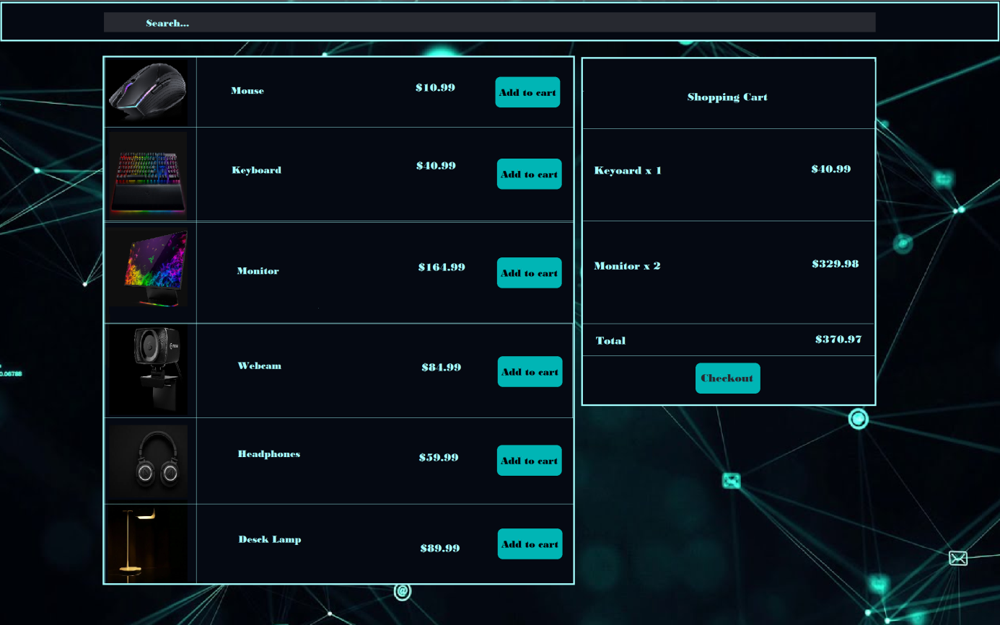 Search...
Mouse
$10.99
Add to cart
Keyboard
$40.99
Add to cart
Monitor
$164.99
Add to cart
Webcam
$84.99
Add to cart
Headphones
$59.99
Add to cart
Desck Lamp
$89.99
Add to cart
Shopping Cart
Keyoard x 1
$40.99
Monitor x 2
$329.98
Total
$370.97
Checkout
0.06785
@